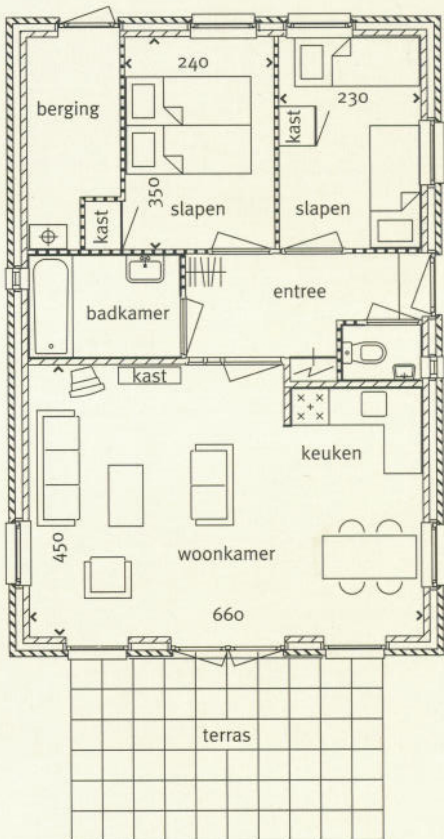 240
berging
230
kast
350
slapen
slapen
kast
entree
badkamer
kast
keuken
450
woonkamer
660
terras